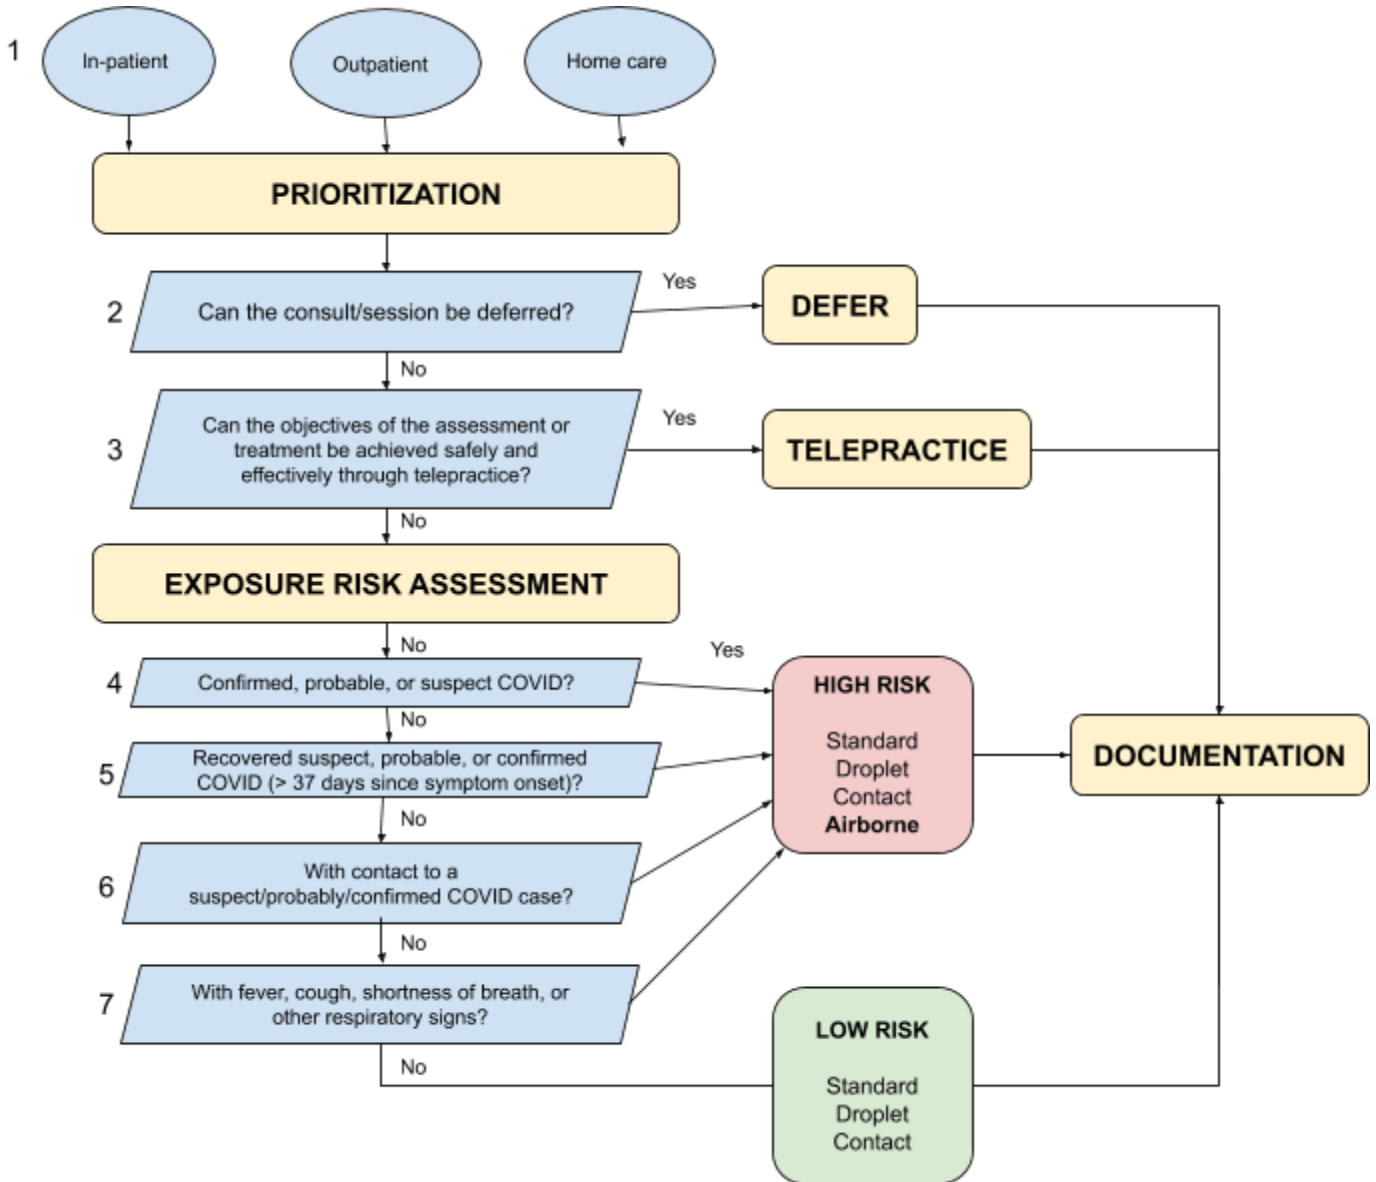 1
In-patient
Outpatient
Home care
PRIORITIZATION
2
Can the consult/session be deferred?
Yes
DEFER
No
3
Can the objectives of the assessment or
treatment be achieved safely and
effectively through telepractice?
Yes
TELEPRACTICE
No
EXPOSURE RISK ASSESSMENT
No
4
Confirmed, probable, or suspect COVID?
Yes
No
5
Recovered suspect, probable, or confirmed
COVID (> 37 days since symptom onset)?
No
6
With contact to a
suspect/probably/confirmed COVID case?
No
7
With fever, cough, shortness of breath, or
other respiratory signs?
No
HIGH RISK
Standard
Droplet
Contact
Airborne
DOCUMENTATION
LOW RISK
Standard
Droplet
Contact